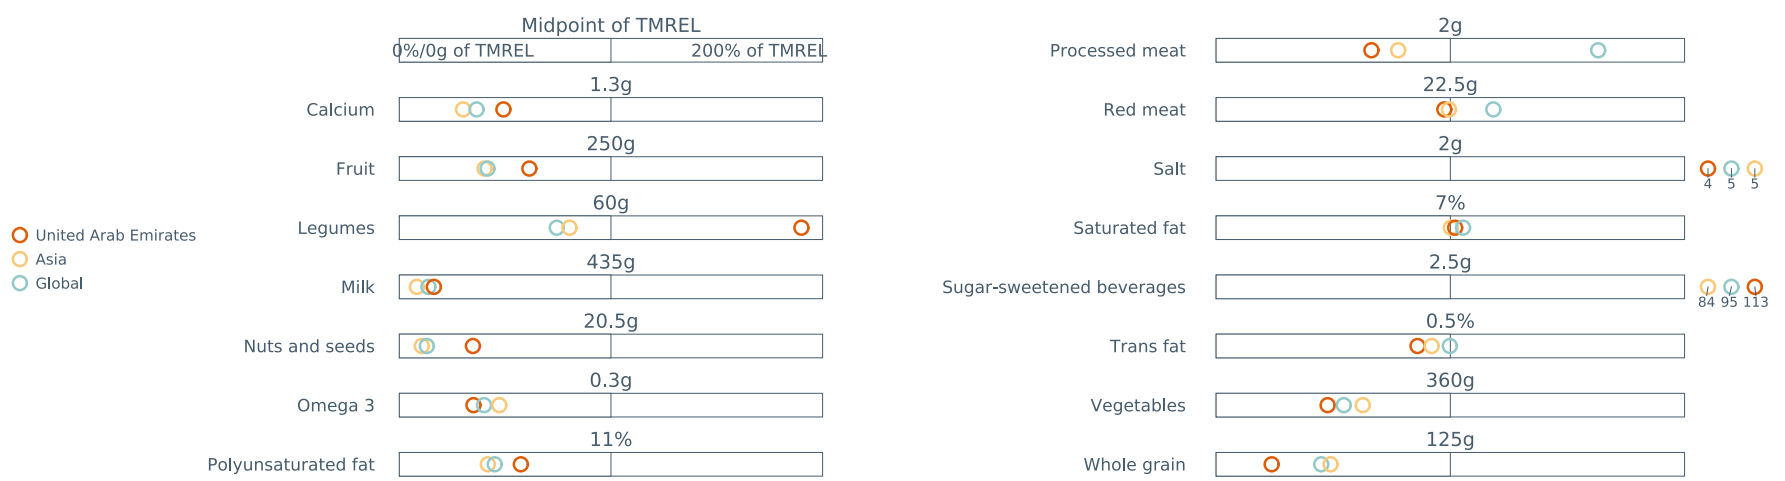 United Arab Emirates
Asia
Global
Midpoint of TMREL
0%/0g of TMREL 200% of TMREL
1.3g
Calcium
250g
Fruit
60g
Legumes
435g
Milk
20.5g
Nuts and seeds
0.3g
Omega 3
11%
Polyunsaturated fat
2g
Processed meat
22.5g
Red meat
2g
Salt
4 5 5
7%
Saturated fat
2.5g
Sugar-sweetened beverages
84 95 113
0.5%
Trans fat
360g
Vegetables
125g
Whole grain